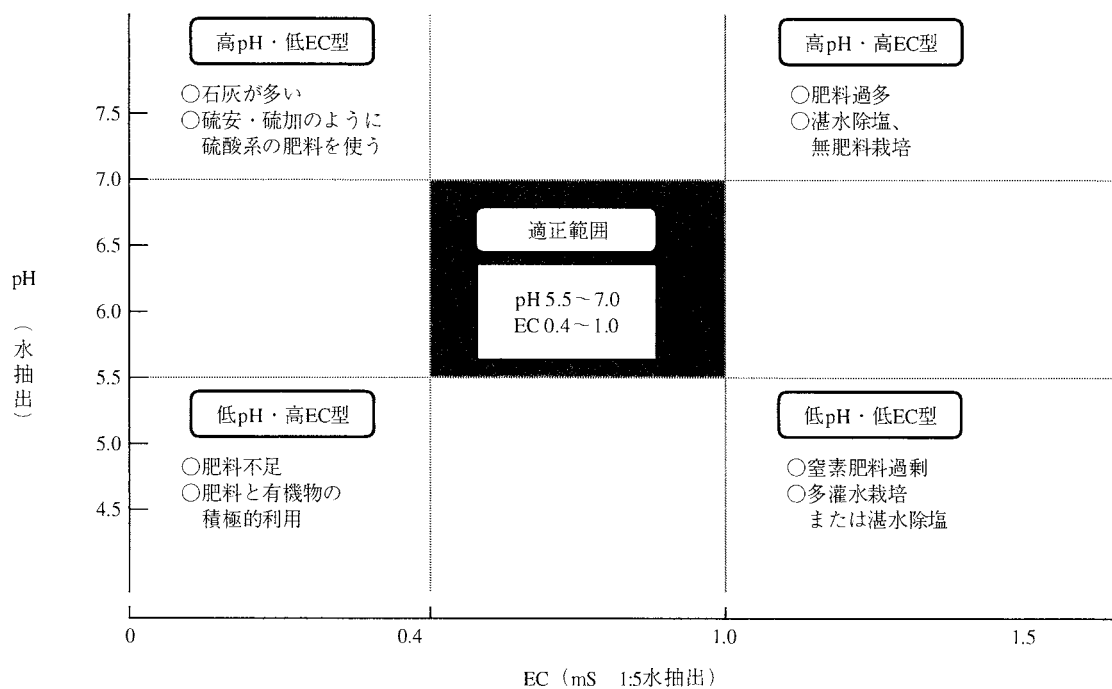 高pH・低EC型
○石灰が多い
○硫安・硫加のように
硫酸系の肥料を使う
高pH・高EC型
○肥料過多
○湛水除塩、
無肥料栽培
適正範囲
pH 5.5～7.0
EC 0.4～1.0
低pH・高EC型
○肥料不足
○肥料と有機物の
積極的利用
低pH・低EC型
○窒素肥料過剰
○多灌水栽培
または湛水除塩
pH（水抽出）
7.5
7.0
6.5
6.0
5.5
5.0
4.5
0
0.4
1.0
1.5
EC（mS 1:5水抽出）